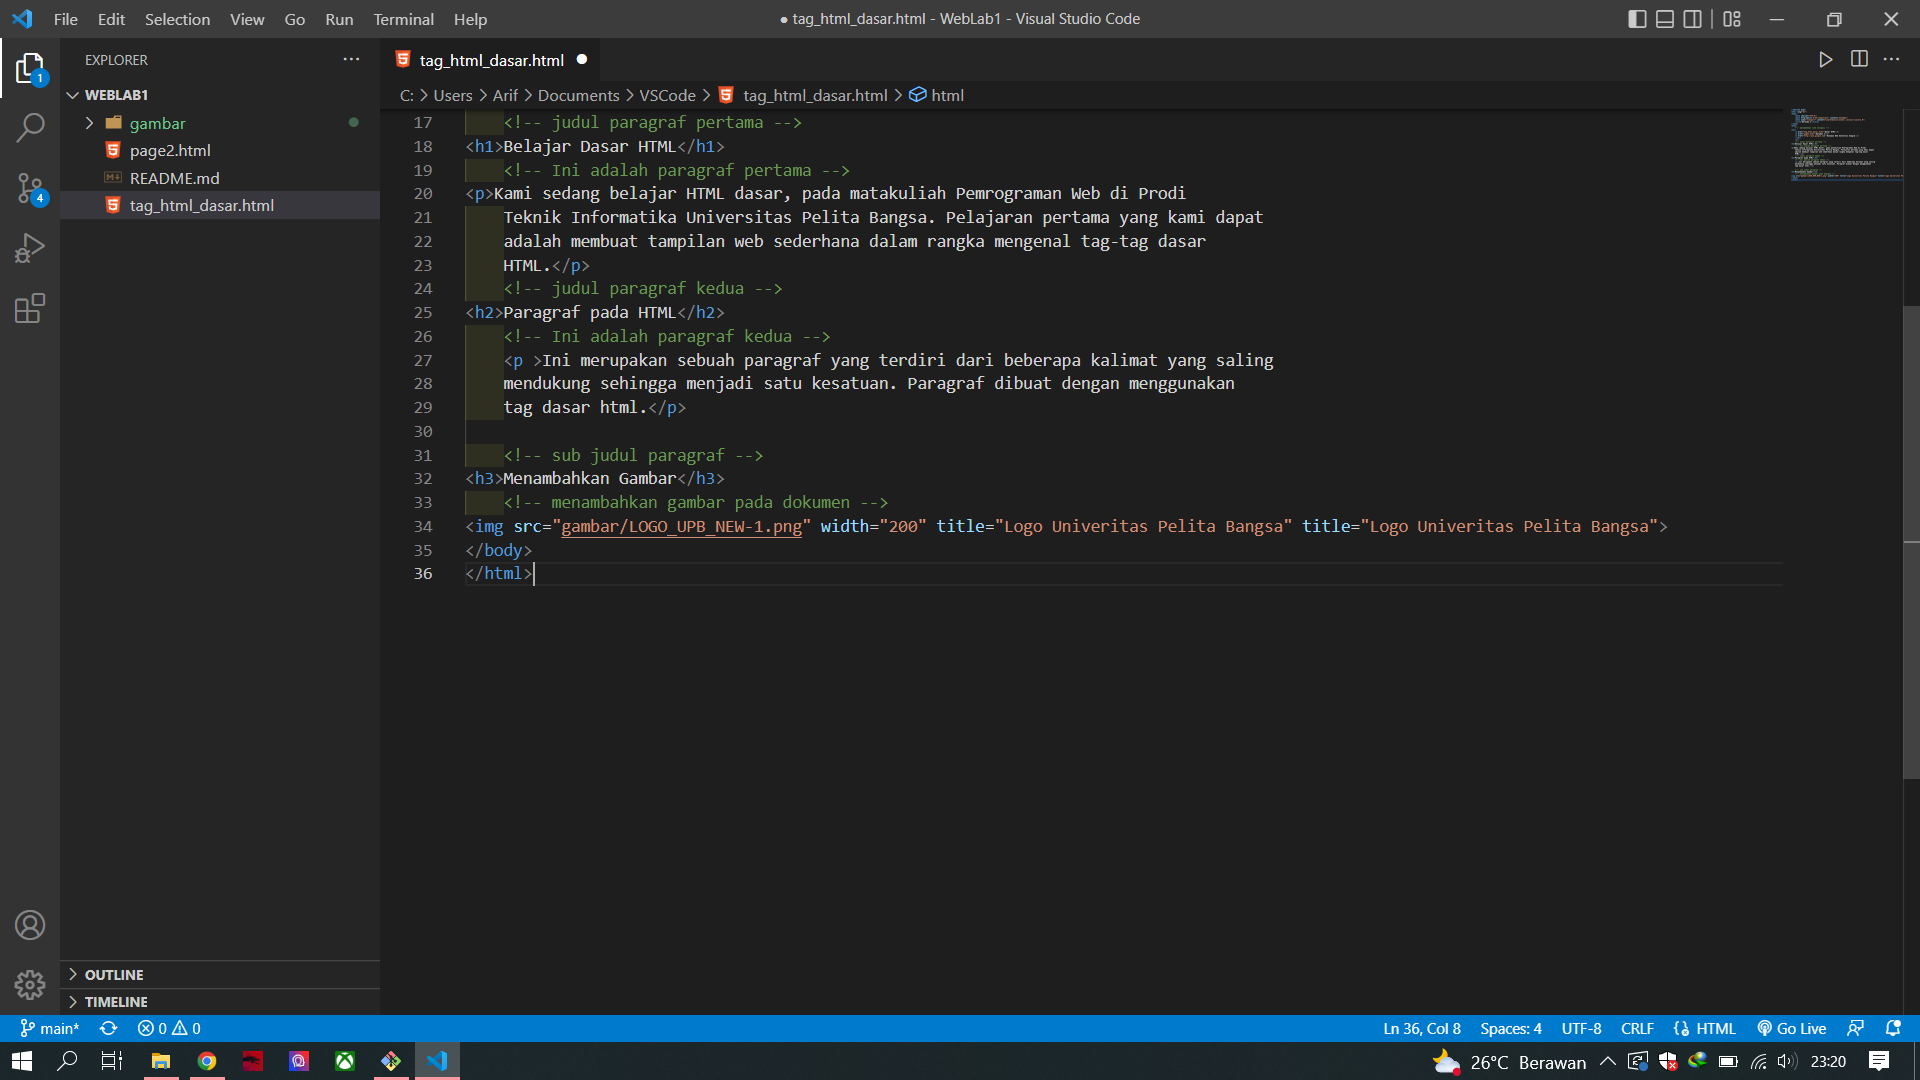 File Edit Selection View Go Run Terminal Help
● tag_html_dasar.html - WebLab1 - Visual Studio Code
EXPLORER
WEBLAB1
gambar
page2.html
README.md
tag_html_dasar.html
1
4
OUTLINE
TIMELINE
tag_html_dasar.html
C: > Users > Arif > Documents > VSCode > tag_html_dasar.html > html
17 <!-- judul paragraf pertama -->
18 <h1>Belajar Dasar HTML</h1>
19 <!-- Ini adalah paragraf pertama -->
20 <p>Kami sedang belajar HTML dasar, pada matakuliah Pemrograman Web di Prodi
21 Teknik Informatika Universitas Pelita Bangsa. Pelajaran pertama yang kami dapat
22 adalah membuat tampilan web sederhana dalam rangka mengenal tag-tag dasar
23 HTML.</p>
24 <!-- judul paragraf kedua -->
25 <h2>Paragraf pada HTML</h2>
26 <!-- Ini adalah paragraf kedua -->
27 <p >Ini merupakan sebuah paragraf yang terdiri dari beberapa kalimat yang saling
28 mendukung sehingga menjadi satu kesatuan. Paragraf dibuat dengan menggunakan
29 tag dasar html.</p>
30
31 <!-- sub judul paragraf -->
32 <h3>Menambahkan Gambar</h3>
33 <!-- menambahkan gambar pada dokumen -->
34 <img src="gambar/LOGO_UPB_NEW-1.png" width="200" title="Logo Univeritas Pelita Bangsa" title="Logo Univeritas Pelita Bangsa">
35 </body>
36 </html>
main* 0 0
Ln 36, Col 8 Spaces: 4 UTF-8 CRLF HTML Go Live
26°C Berawan 23:20